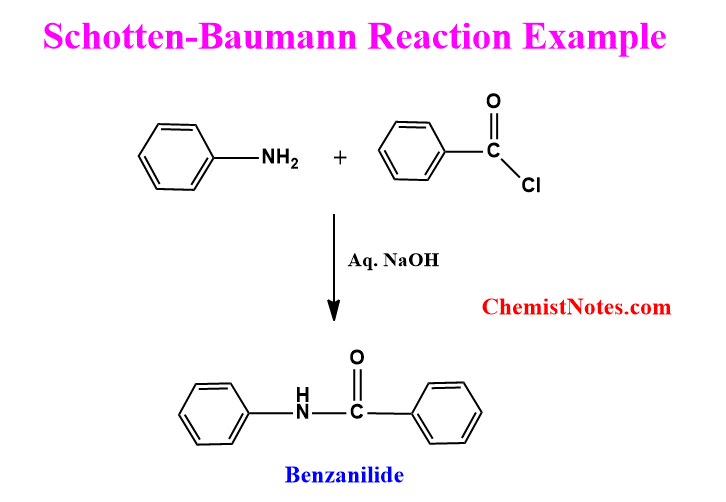 Schotten-Baumann Reaction Example
O
NH₂ + C
Cl
Aq. NaOH
ChemistNotes.com
O
H
N C
Benzanilide